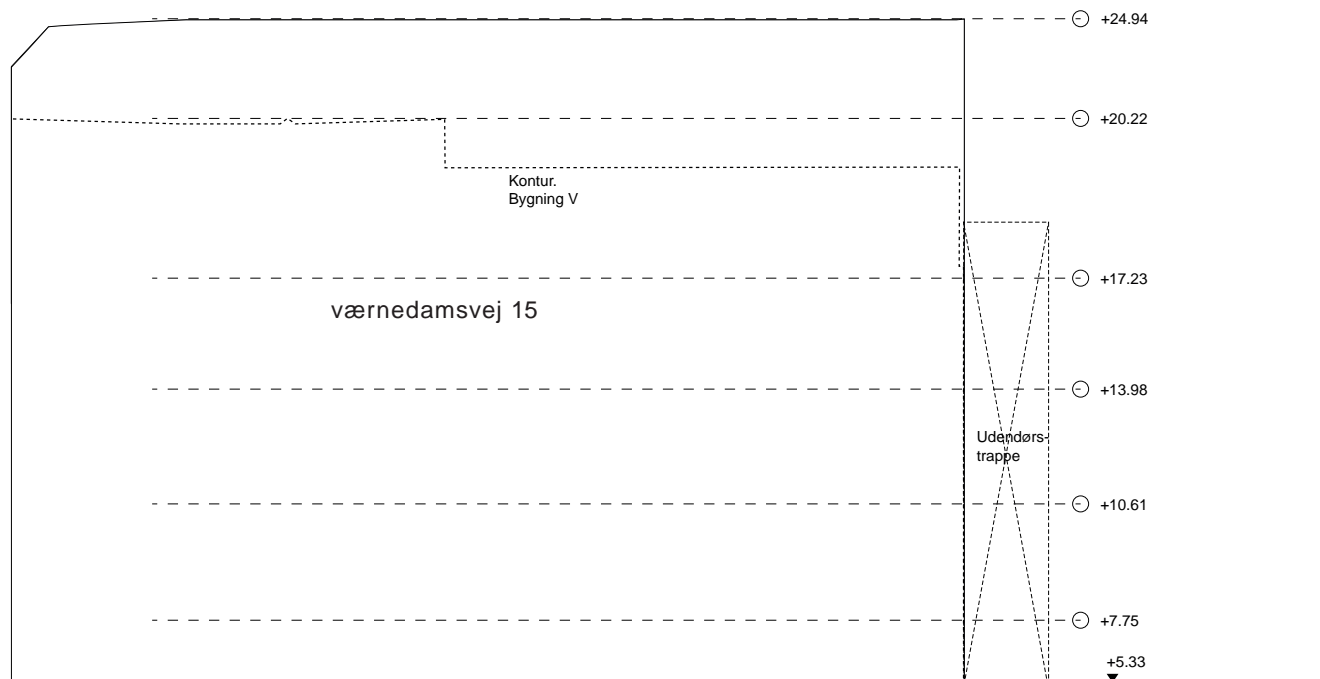 +24.94
+20.22
Kontur.
Bygning V
+17.23
værnedamsvej 15
+13.98
Udendørs-
trappe
+10.61
+7.75
+5.33